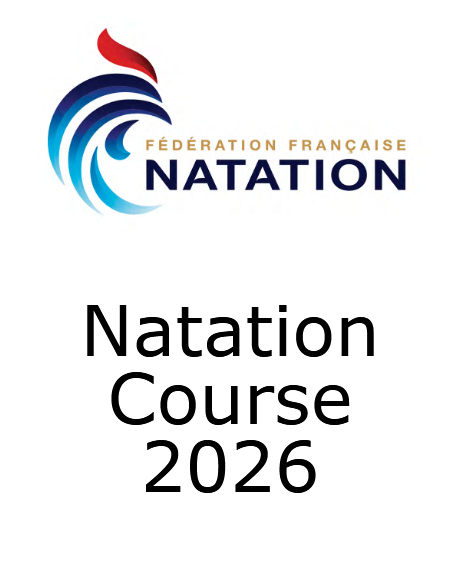 FÉDÉRATION FRANÇAISE
NATATION
Natation
Course
2026